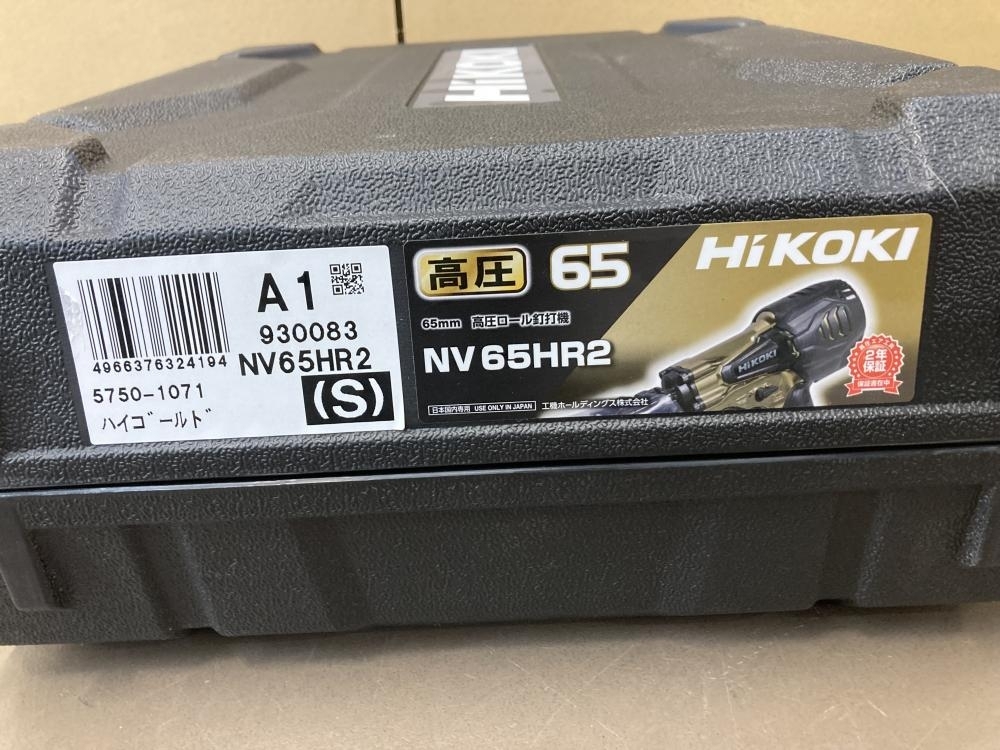 HiKOKI
A1
930083
4966376324194
NV65HR2
5750-1071
(S)
ハイゴールド
高圧 65
HiKOKI
65mm 高圧ロール釘打機
NV65HR2
HiKOKI
2年
保証
日本国内専用 USE ONLY IN JAPAN 工機ホールディングス株式会社